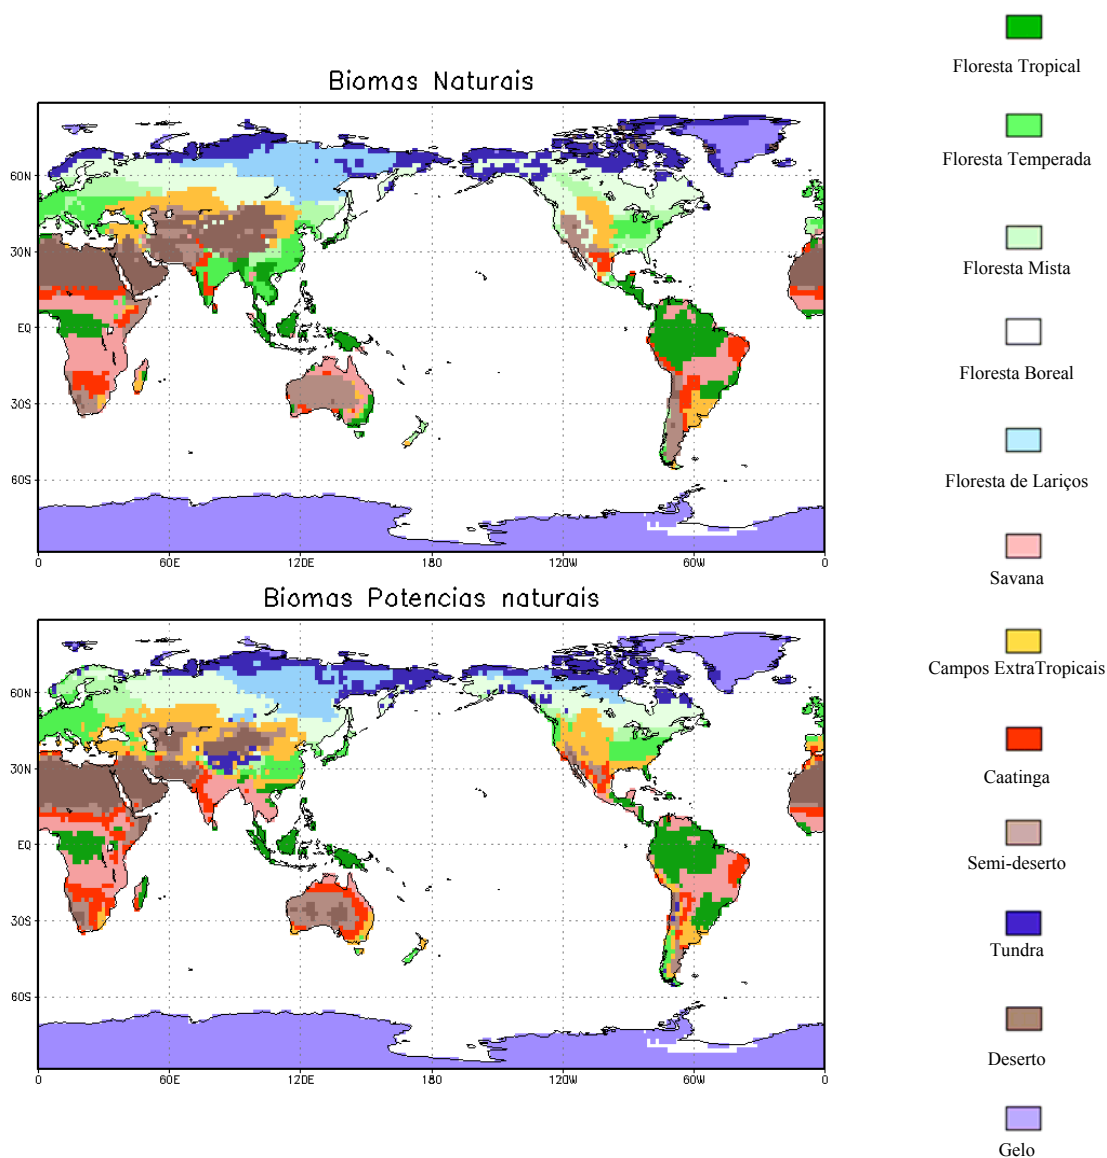 Biomas Naturais
60N
30N
EQ
30S
60S
0
60E
120E
180
120W
60W
0
Biomas Potencias naturais
60N
30N
EQ
30S
60S
0
60E
120E
180
120W
60W
0
Floresta Tropical
Floresta Temperada
Floresta Mista
Floresta Boreal
Floresta de Lariços
Savana
Campos ExtraTropicais
Caatinga
Semi-deserto
Tundra
Deserto
Gelo